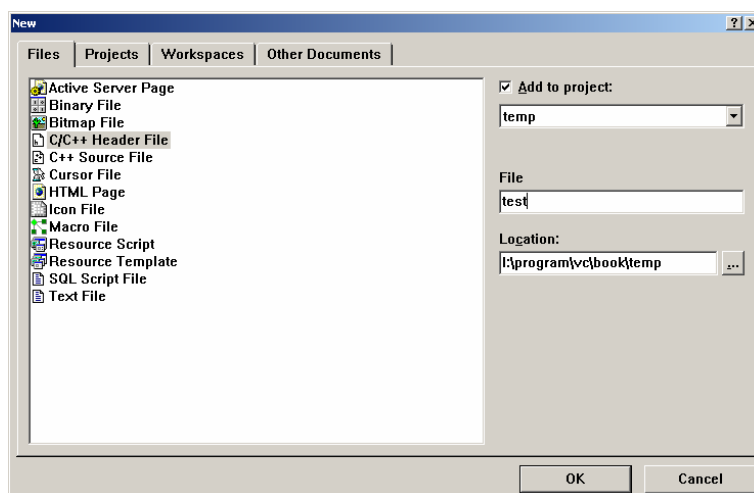 New
Files Projects Workspaces Other Documents
Active Server Page
Binary File
Bitmap File
C/C++ Header File
C++ Source File
Cursor File
HTML Page
Icon File
Macro File
Resource Script
Resource Template
SQL Script File
Text File
Add to project:
temp
File
test
Location:
I:\program\vc\book\temp
...
OK Cancel